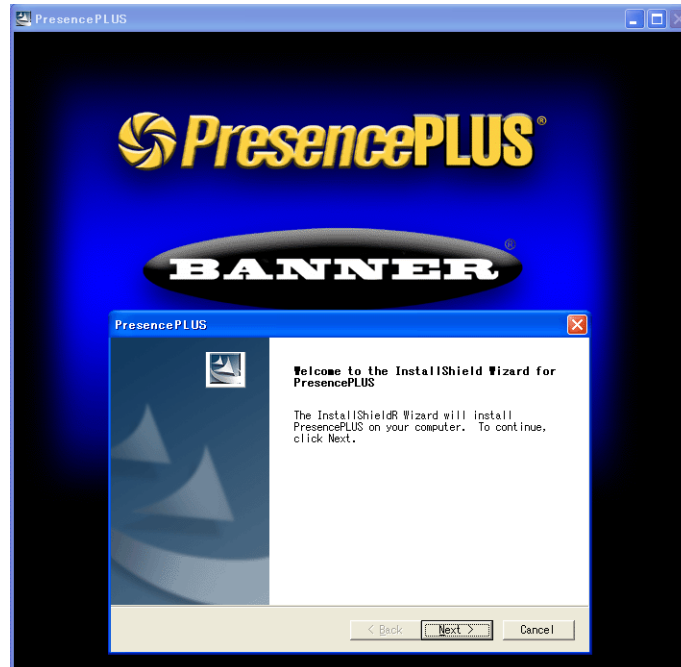 PresencePLUS
PresencePLUS®
BANNER®
PresencePLUS
Welcome to the InstallShield Wizard for
PresencePLUS
The InstallShieldR Wizard will install
PresencePLUS on your computer. To continue,
click Next.
< Back
Next >
Cancel